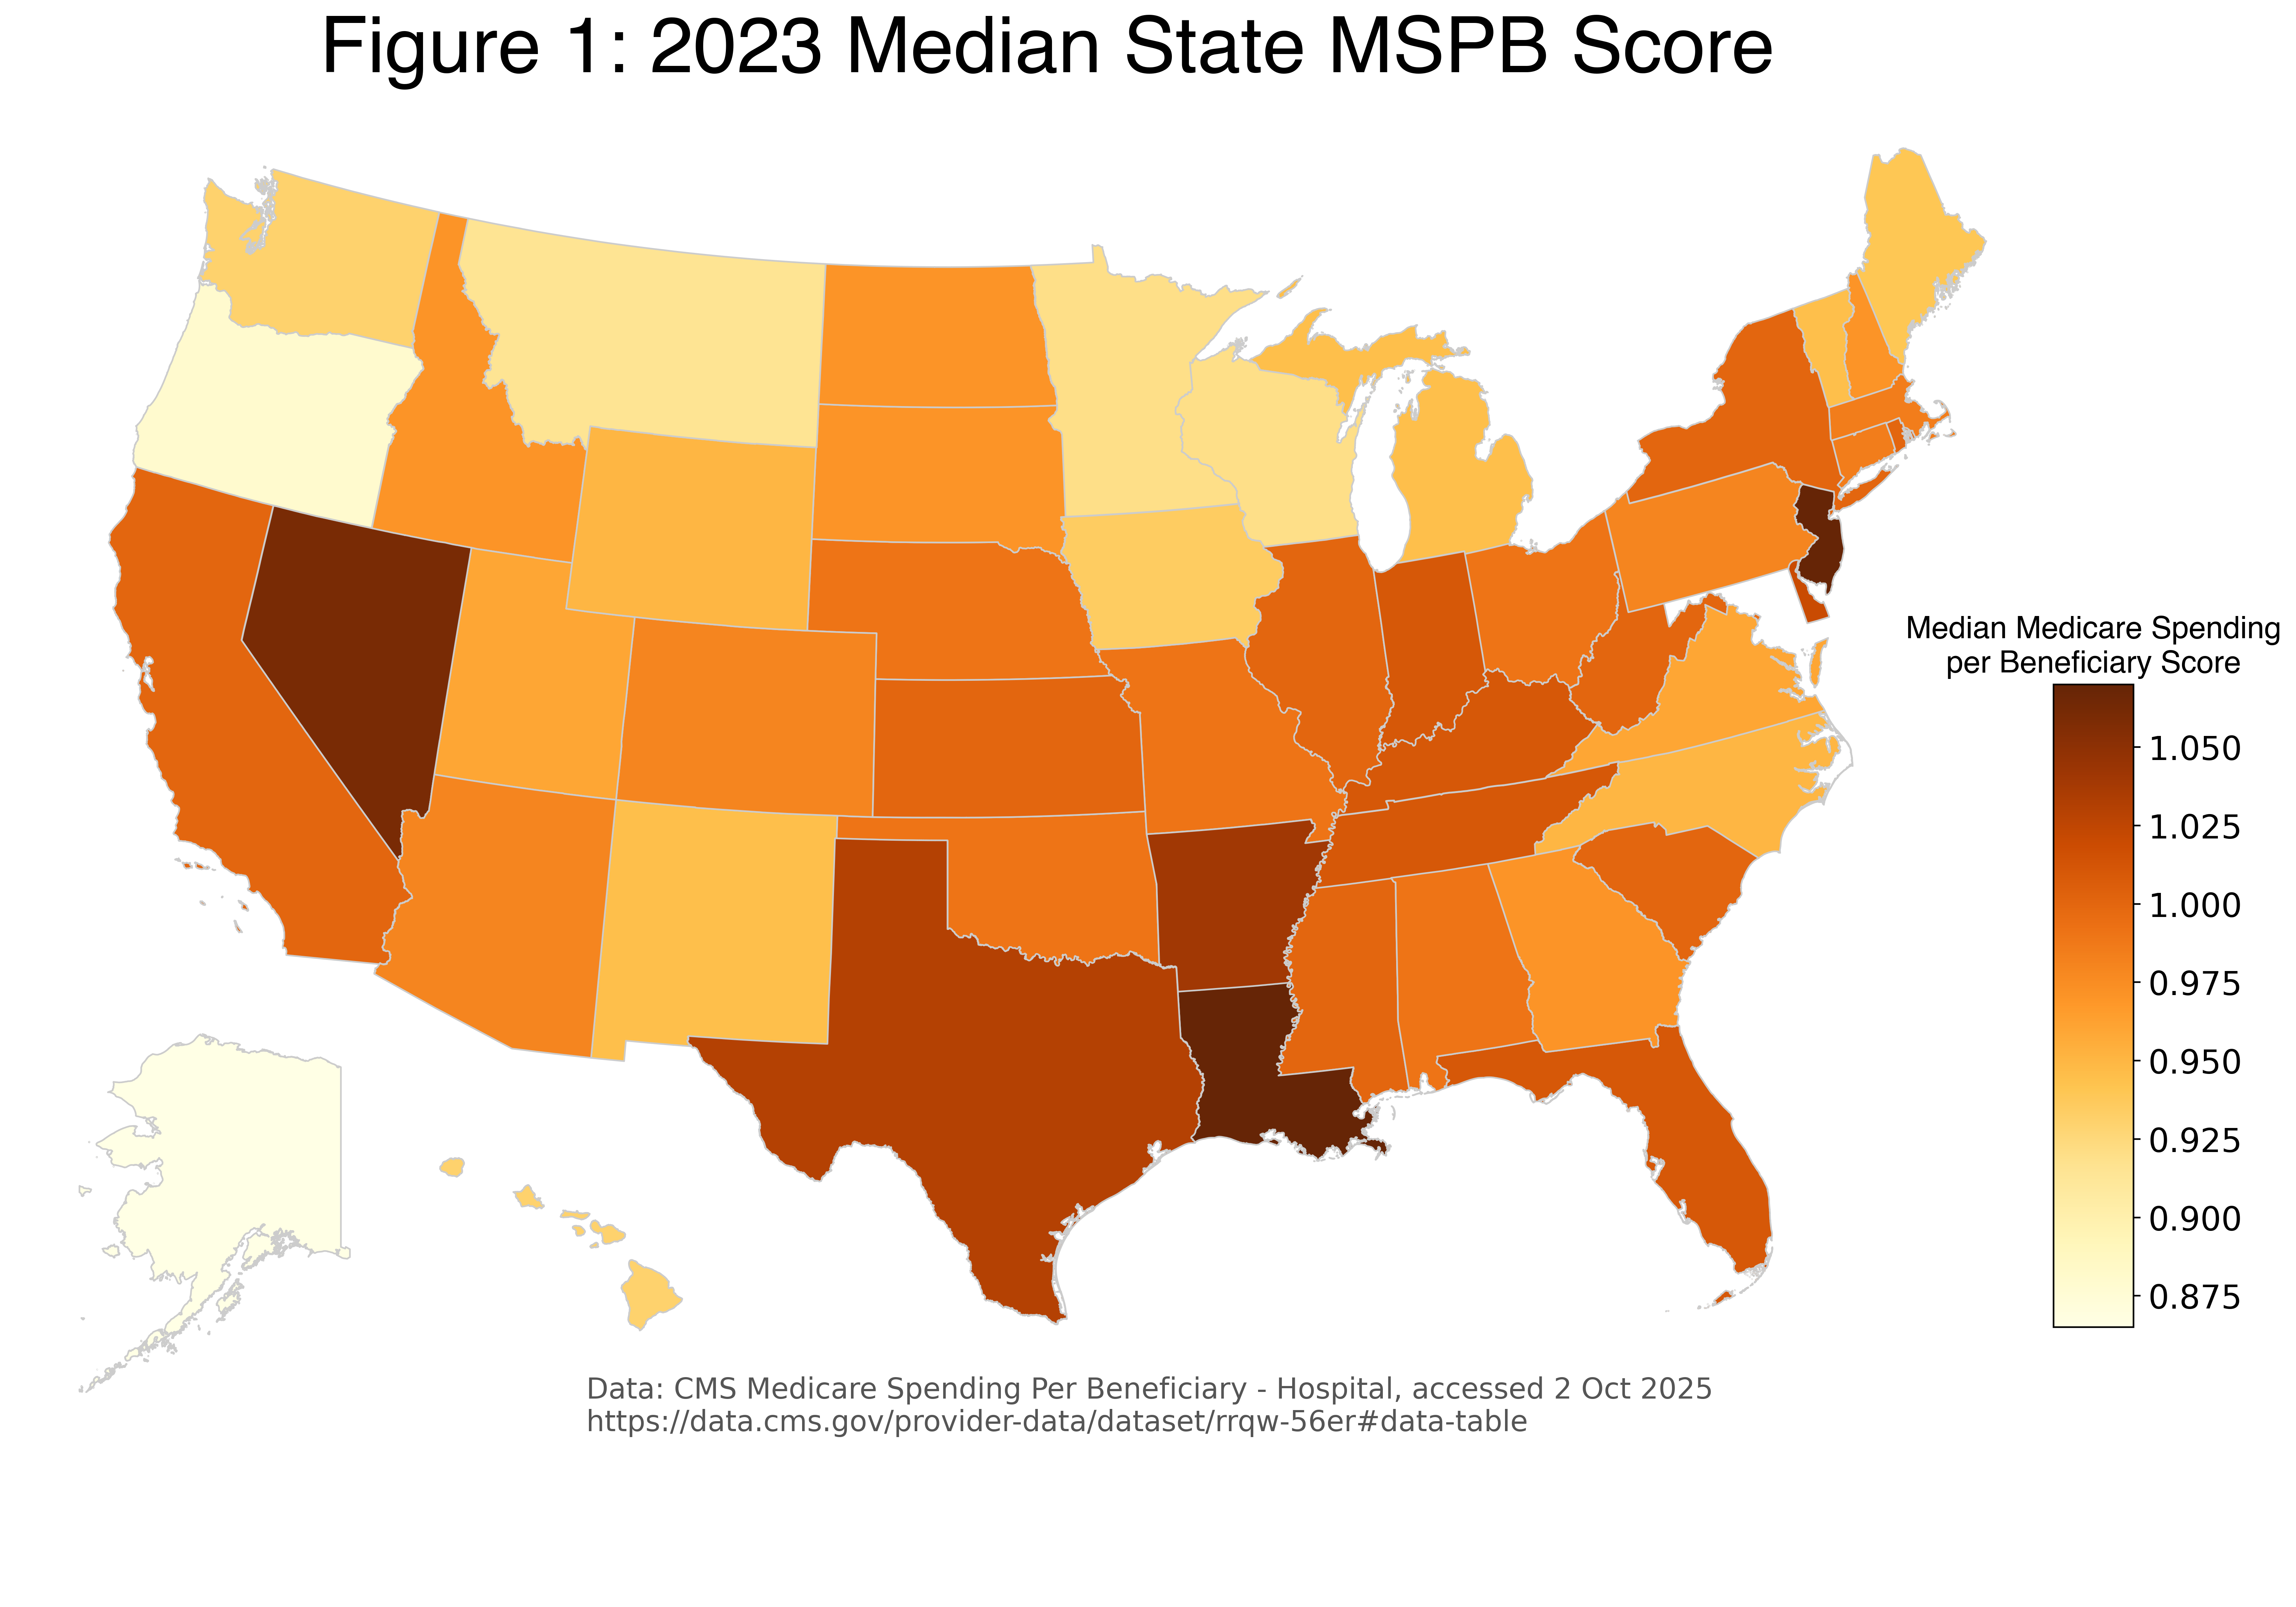 Figure 1: 2023 Median State MSPB Score
Median Medicare Spending
per Beneficiary Score
1.050
1.025
1.000
0.975
0.950
0.925
0.900
0.875
Data: CMS Medicare Spending Per Beneficiary - Hospital, accessed 2 Oct 2025
https://data.cms.gov/provider-data/dataset/rrqw-56er#data-table